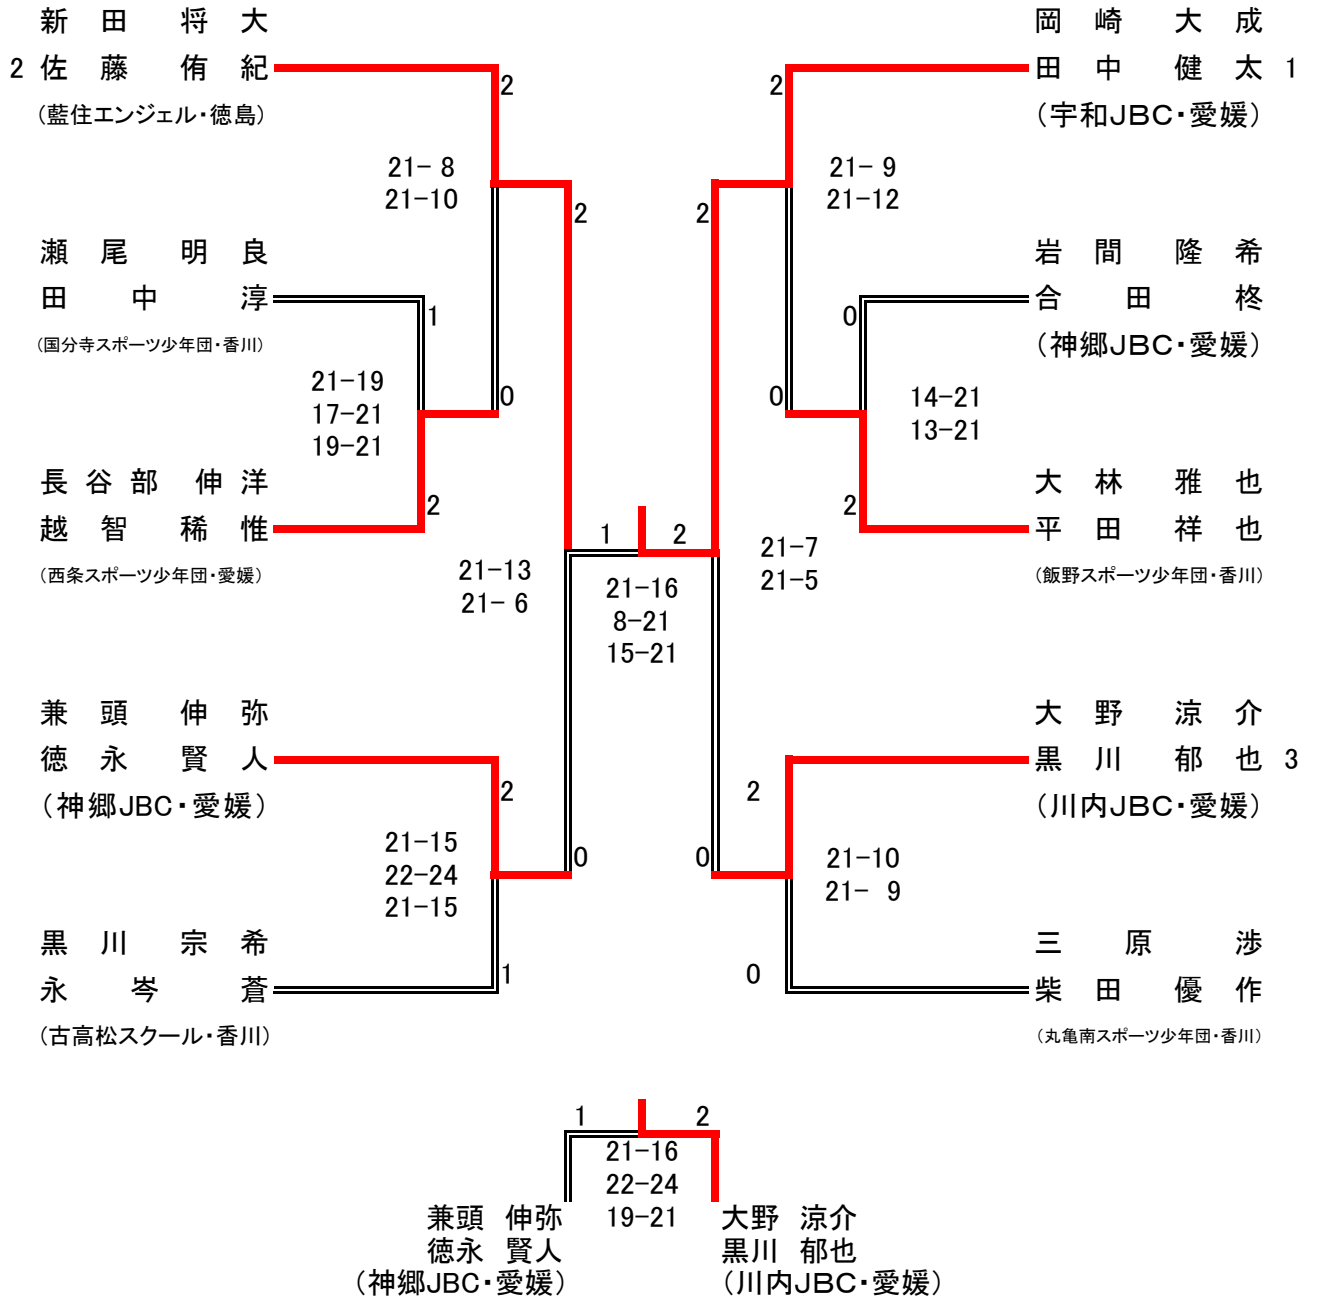 新田 将大
2 佐藤 侑紀
(藍住エンジェル・徳島)
2
21- 8
21-10
2
瀬尾 明良
田中 淳
(国分寺スポーツ少年団・香川)
1
21-19
17-21
19-21
0
長谷部 伸洋
越智 稀惟
(西条スポーツ少年団・愛媛)
2
21-13
21- 6
兼頭 伸弥
徳永 賢人
(神郷JBC・愛媛)
2
21-15
22-24
21-15
0
黒川 宗希
永岑 蒼
(古高松スクール・香川)
1
1 2
21-16
8-21
15-21
岡崎 大成
田中 健太 1
(宇和JBC・愛媛)
2
21- 9
21-12
2
岩間 隆希
合田 柊
(神郷JBC・愛媛)
0
14-21
13-21
0
大林 雅也
平田 祥也
(飯野スポーツ少年団・香川)
2
21-7
21-5
大野 涼介
黒川 郁也 3
(川内JBC・愛媛)
2
21-10
21- 9
0
三原 渉
柴田 優作
(丸亀南スポーツ少年団・香川)
0
1 2
21-16
22-24
19-21
兼頭 伸弥
徳永 賢人
(神郷JBC・愛媛)
大野 涼介
黒川 郁也
(川内JBC・愛媛)